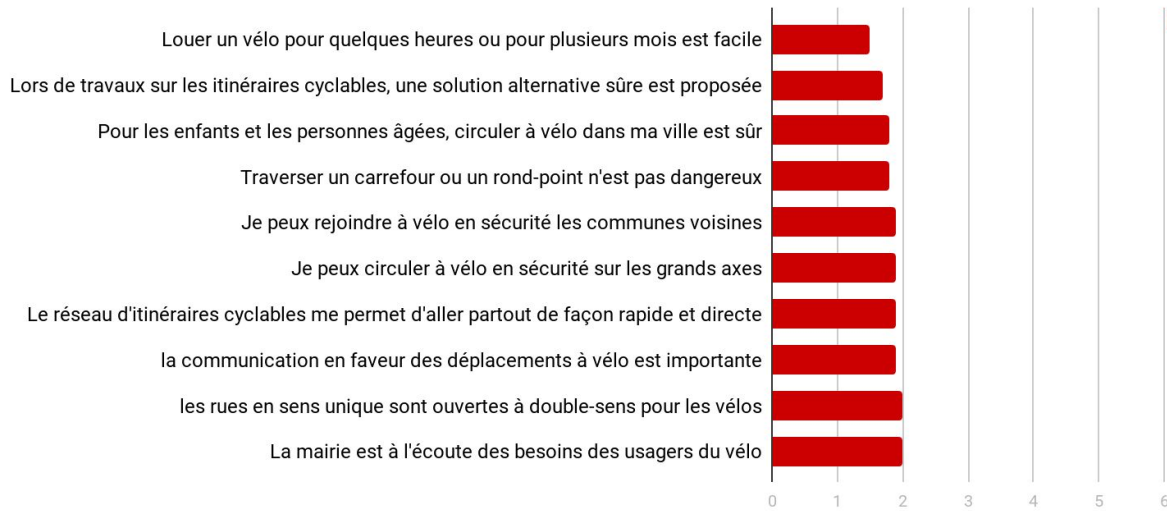 Louer un vélo pour quelques heures ou pour plusieurs mois est facile
Lors de travaux sur les itinéraires cyclables, une solution alternative sûre est proposée
Pour les enfants et les personnes âgées, circuler à vélo dans ma ville est sûr
Traverser un carrefour ou un rond-point n'est pas dangereux
Je peux rejoindre à vélo en sécurité les communes voisines
Je peux circuler à vélo en sécurité sur les grands axes
Le réseau d'itinéraires cyclables me permet d'aller partout de façon rapide et directe
la communication en faveur des déplacements à vélo est importante
les rues en sens unique sont ouvertes à double-sens pour les vélos
La mairie est à l'écoute des besoins des usagers du vélo
0 1 2 3 4 5 6